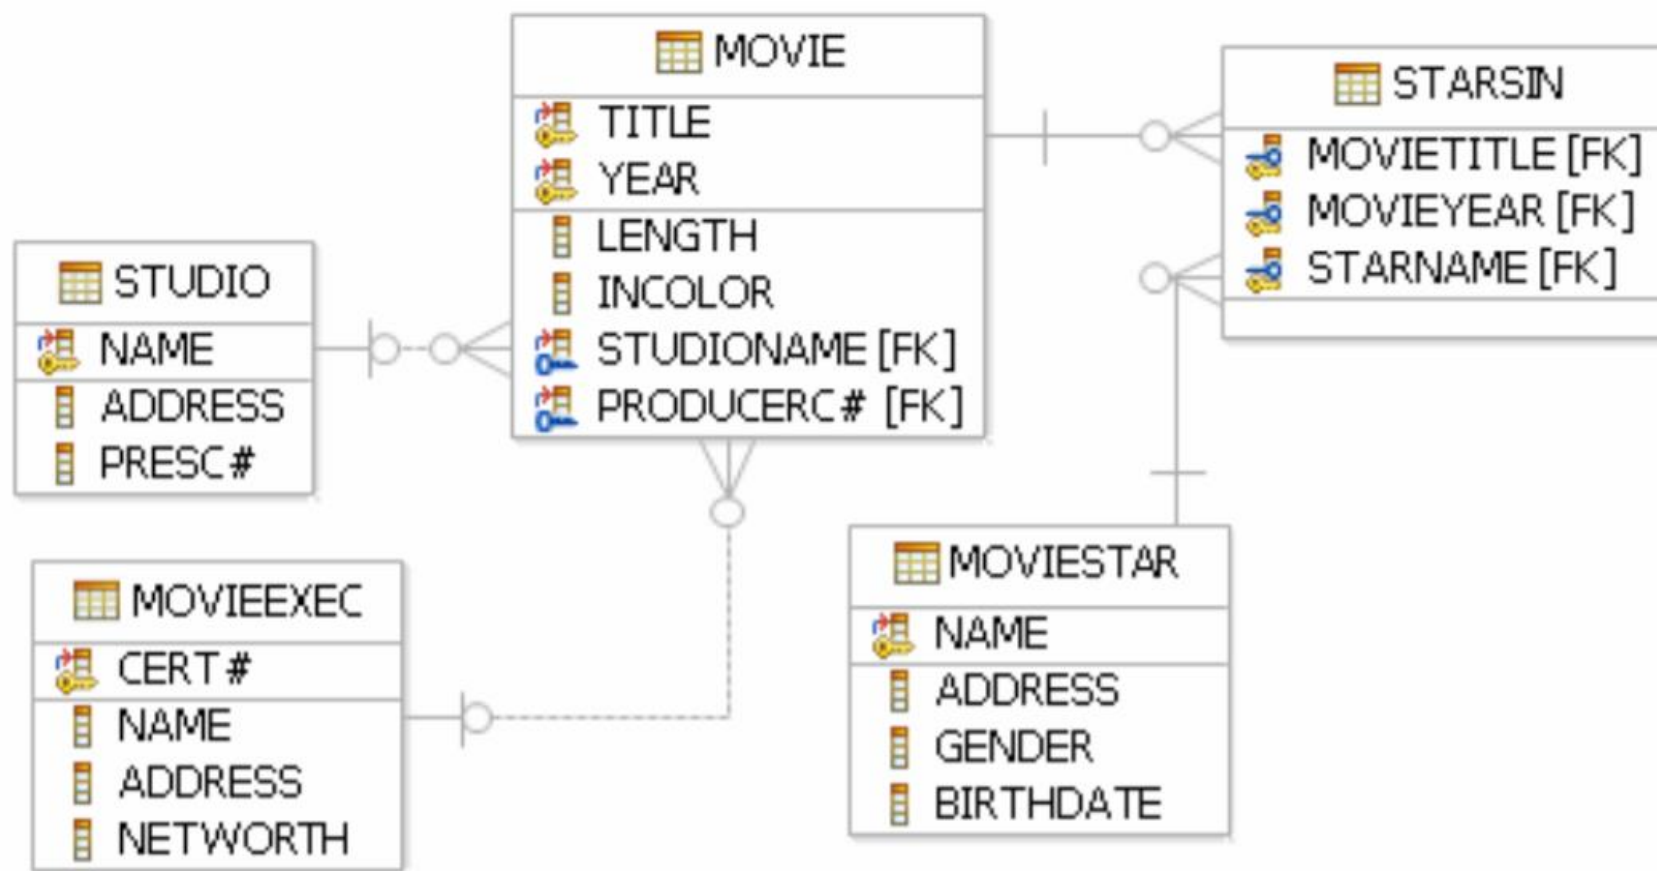 MOVIE
TITLE
YEAR
LENGTH
INCOLOR
STUDIONAME [FK]
PRODUCERC# [FK]
STARSIN
MOVIETITLE [FK]
MOVIEYEAR [FK]
STARNAME [FK]
STUDIO
NAME
ADDRESS
PRESC#
MOVIEEXEC
CERT#
NAME
ADDRESS
NETWORTH
MOVIESTAR
NAME
ADDRESS
GENDER
BIRTHDATE